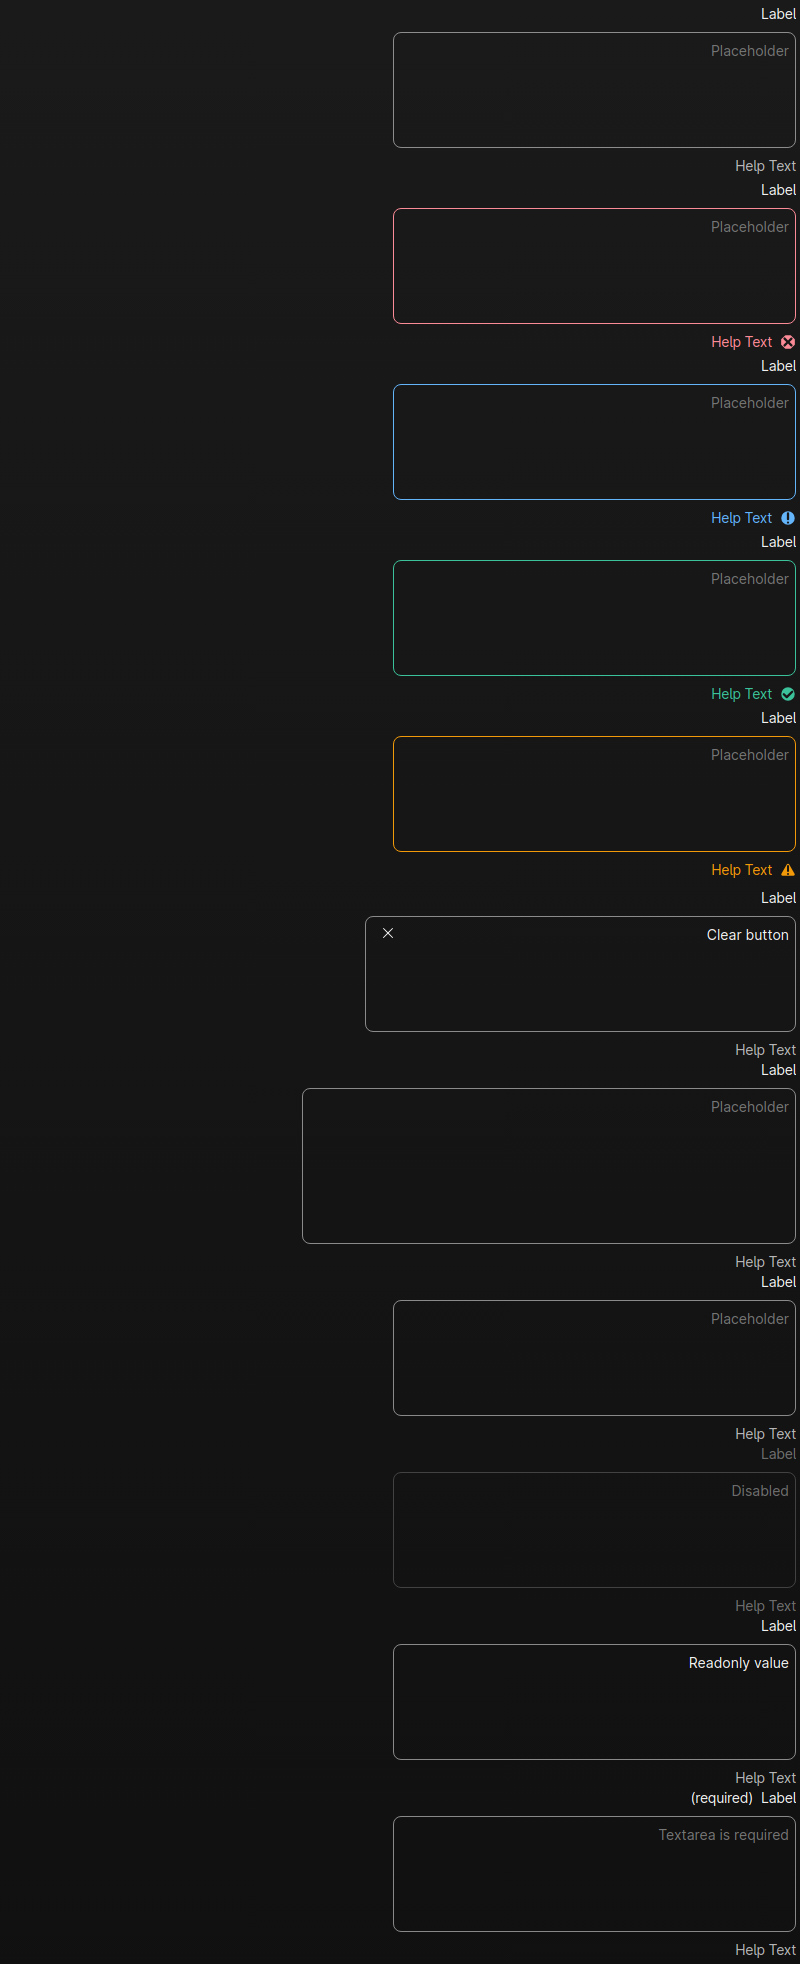 Label
Placeholder
Help Text
Label
Placeholder
Help Text
Label
Placeholder
Help Text
Label
Placeholder
Help Text
Label
Placeholder
Help Text
Label
Clear button
Help Text
Label
Placeholder
Help Text
Label
Placeholder
Help Text
Label
Disabled
Help Text
Label
Readonly value
Help Text
(required) Label
Textarea is required
Help Text